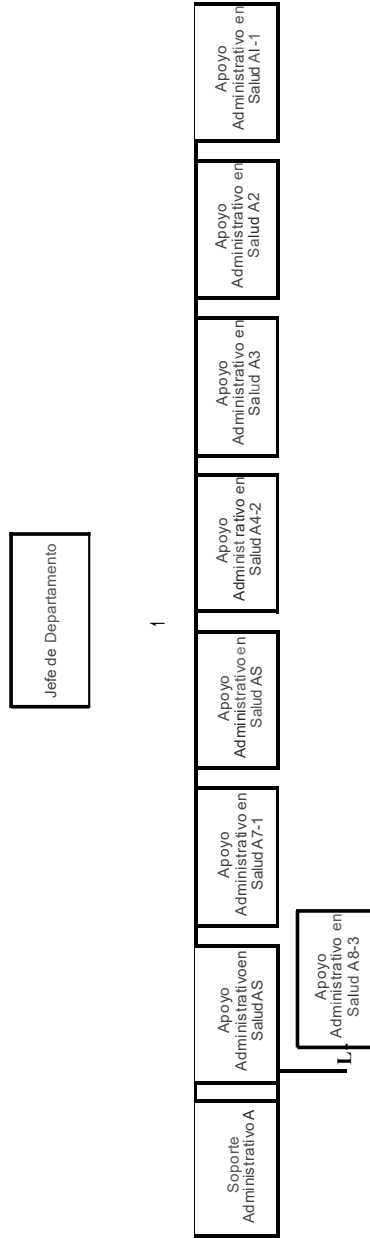 Jefe de Departamento
1
Soporte
Administrativo A
Apoyo
Administrativoen
SaludAS
Apoyo
Administrativo en
Salud A7-1
Apoyo
Administrativo en
Salud AS
Apoyo
Administ rativo en
Salud A4-2
Apoyo
Administrativo en
Salud A3
Apoyo
Administrativo en
Salud A2
Apoyo
Administrativo en
Salud AI-1
L.
Apoyo
Administrativo en
Salud A8-3